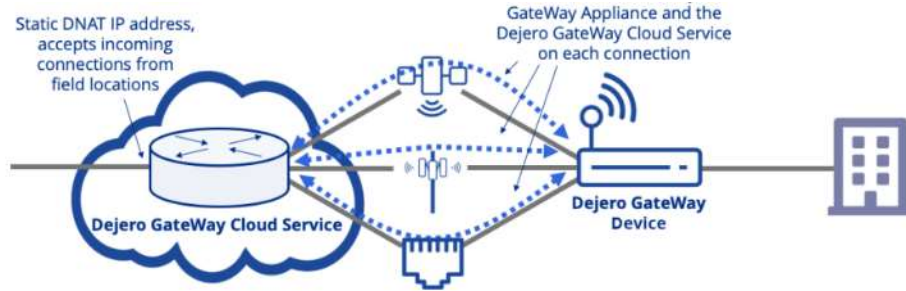 Static DNAT IP address,
accepts incoming
connections from
field locations
GateWay Appliance and the
Dejero GateWay Cloud Service
on each connection
Dejero GateWay Cloud Service
Dejero GateWay
Device